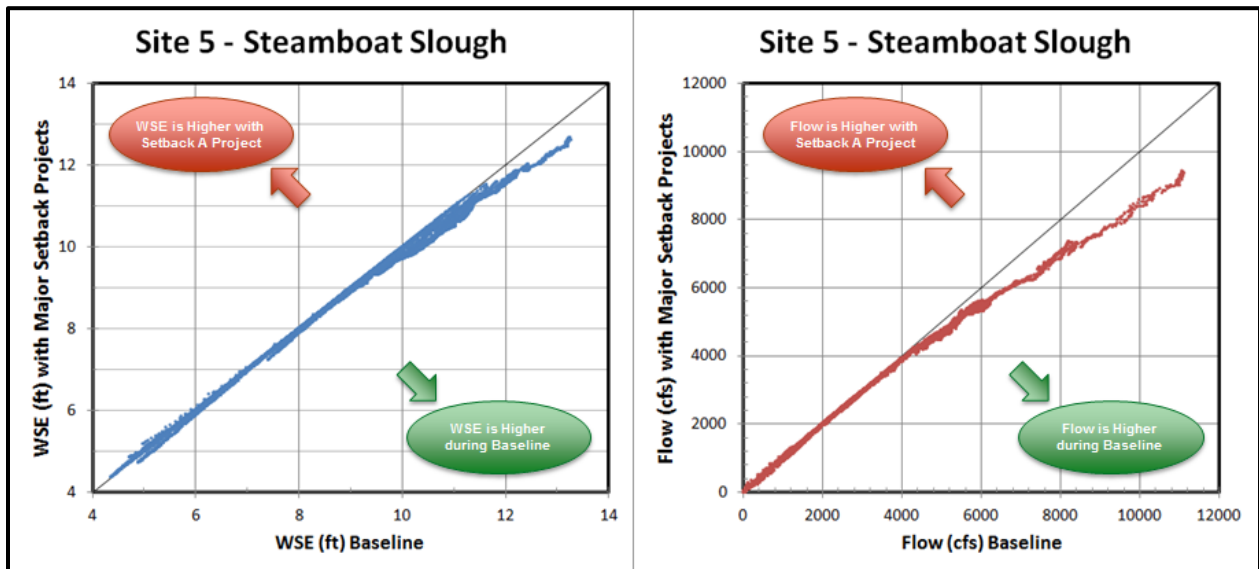 Site 5 - Steamboat Slough
14
12
10
8
6
4
WSE (ft) with Major Setback Projects
WSE is Higher with
Setback A Project
WSE is Higher
during Baseline
4
6
8
10
12
14
WSE (ft) Baseline
Site 5 - Steamboat Slough
12000
10000
8000
6000
4000
2000
0
Flow (cfs) with Major Setback Projects
Flow is Higher with
Setback A Project
Flow is Higher
during Baseline
0
2000
4000
6000
8000
10000
12000
Flow (cfs) Baseline